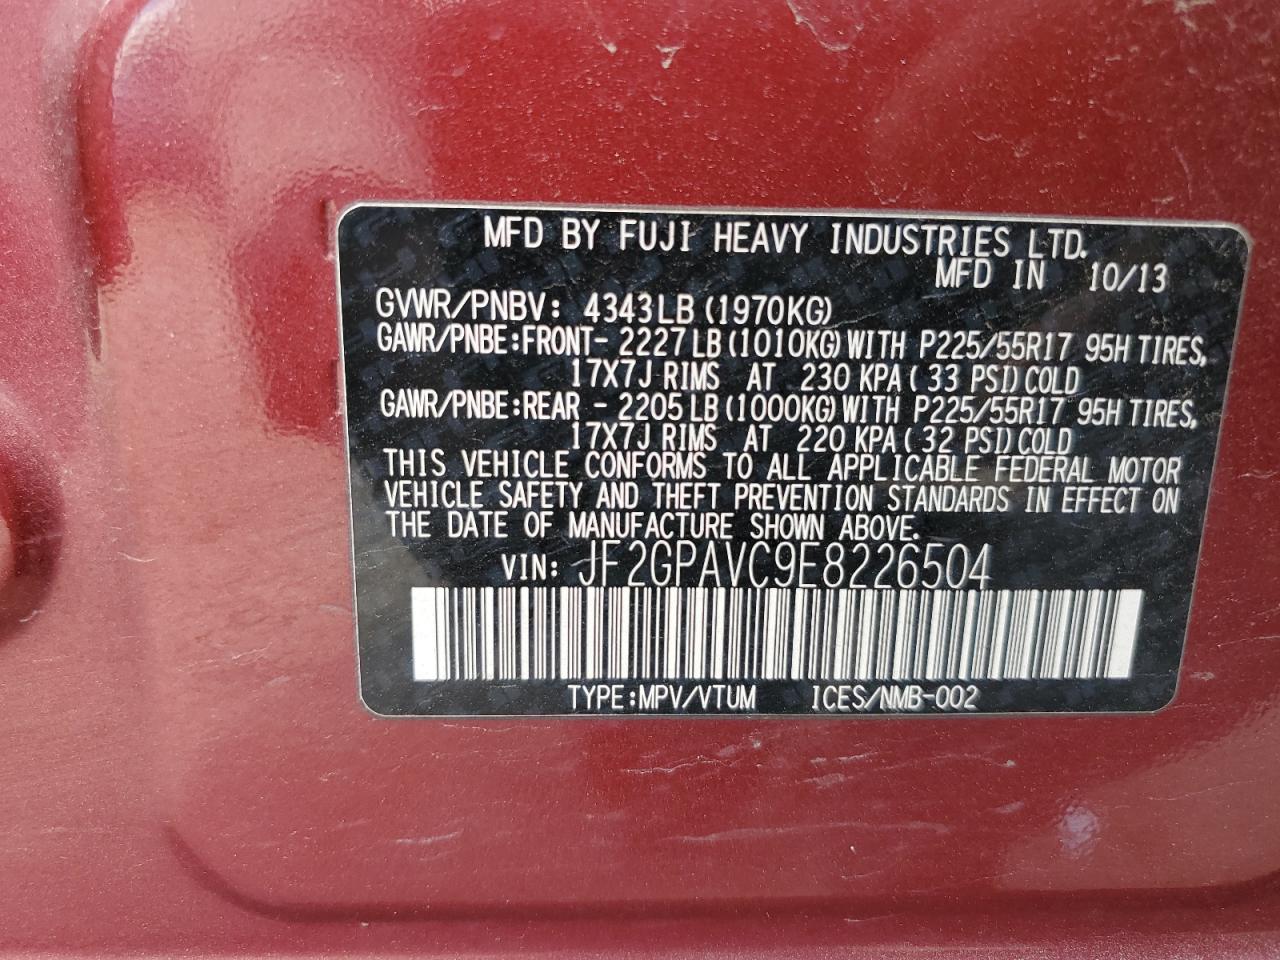 MFD BY FUJI HEAVY INDUSTRIES LTD.
MFD IN 10/13
GVWR/PNBV: 4343LB (1970KG)
GAWR/PNBE:FRONT- 2227LB (1010KG) WITH P225/55R17 95H TIRES,
17X7J RIMS AT 230 KPA ( 33 PSI) COLD
GAWR/PNBE:REAR - 2205LB (1000KG) WITH P225/55R17 95H TIRES,
17X7J RIMS AT 220 KPA ( 32 PSI) COLD
THIS VEHICLE CONFORMS TO ALL APPLICABLE FEDERAL MOTOR
VEHICLE SAFETY AND THEFT PREVENTION STANDARDS IN EFFECT ON
THE DATE OF MANUFACTURE SHOWN ABOVE.
VIN: JF2GPAVC9E8226504
TYPE:MPV/VTUM ICES/NMB-002